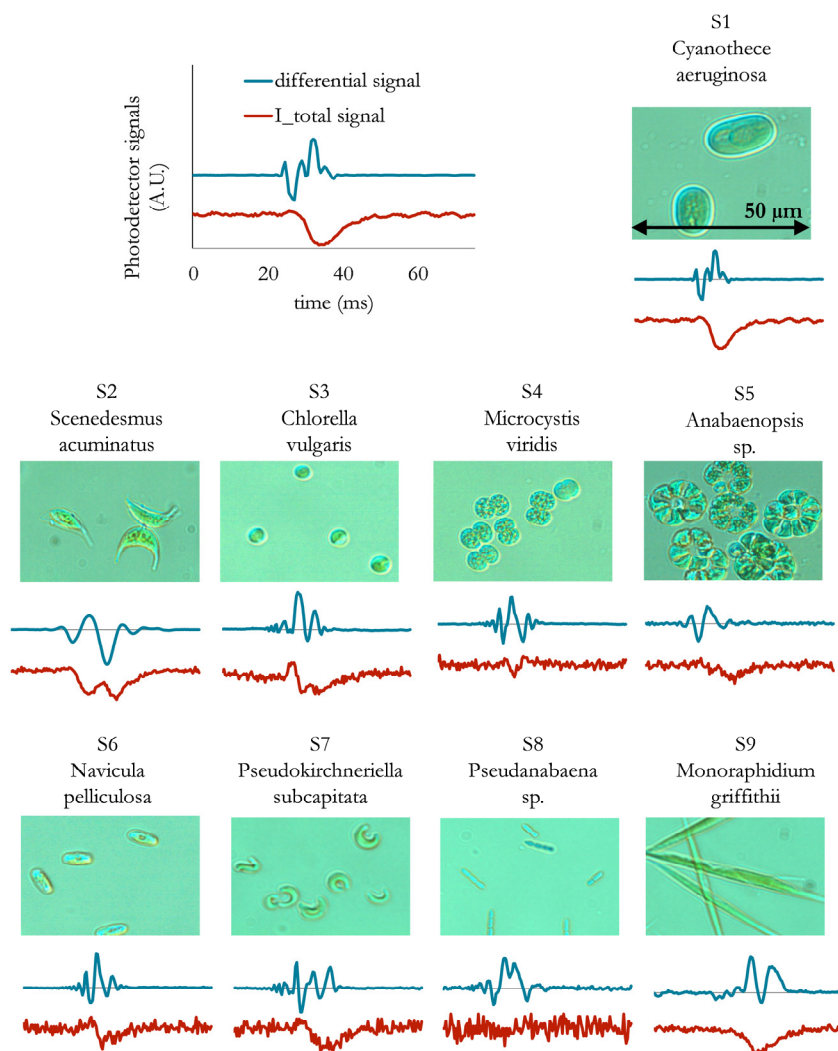 S1
Cyanothece
aeruginosa
differential signal
I_total signal
Photodetector signals
(A.U.)
0 20 40 60
time (ms)
50 µm
S2
Scenedesmus
acuminatus
S3
Chlorella
vulgaris
S4
Microcystis
viridis
S5
Anabaenopsis
sp.
S6
Navicula
pelliculosa
S7
Pseudokirchneriella
subcapitata
S8
Pseudanabaena
sp.
S9
Monoraphidium
griffithii